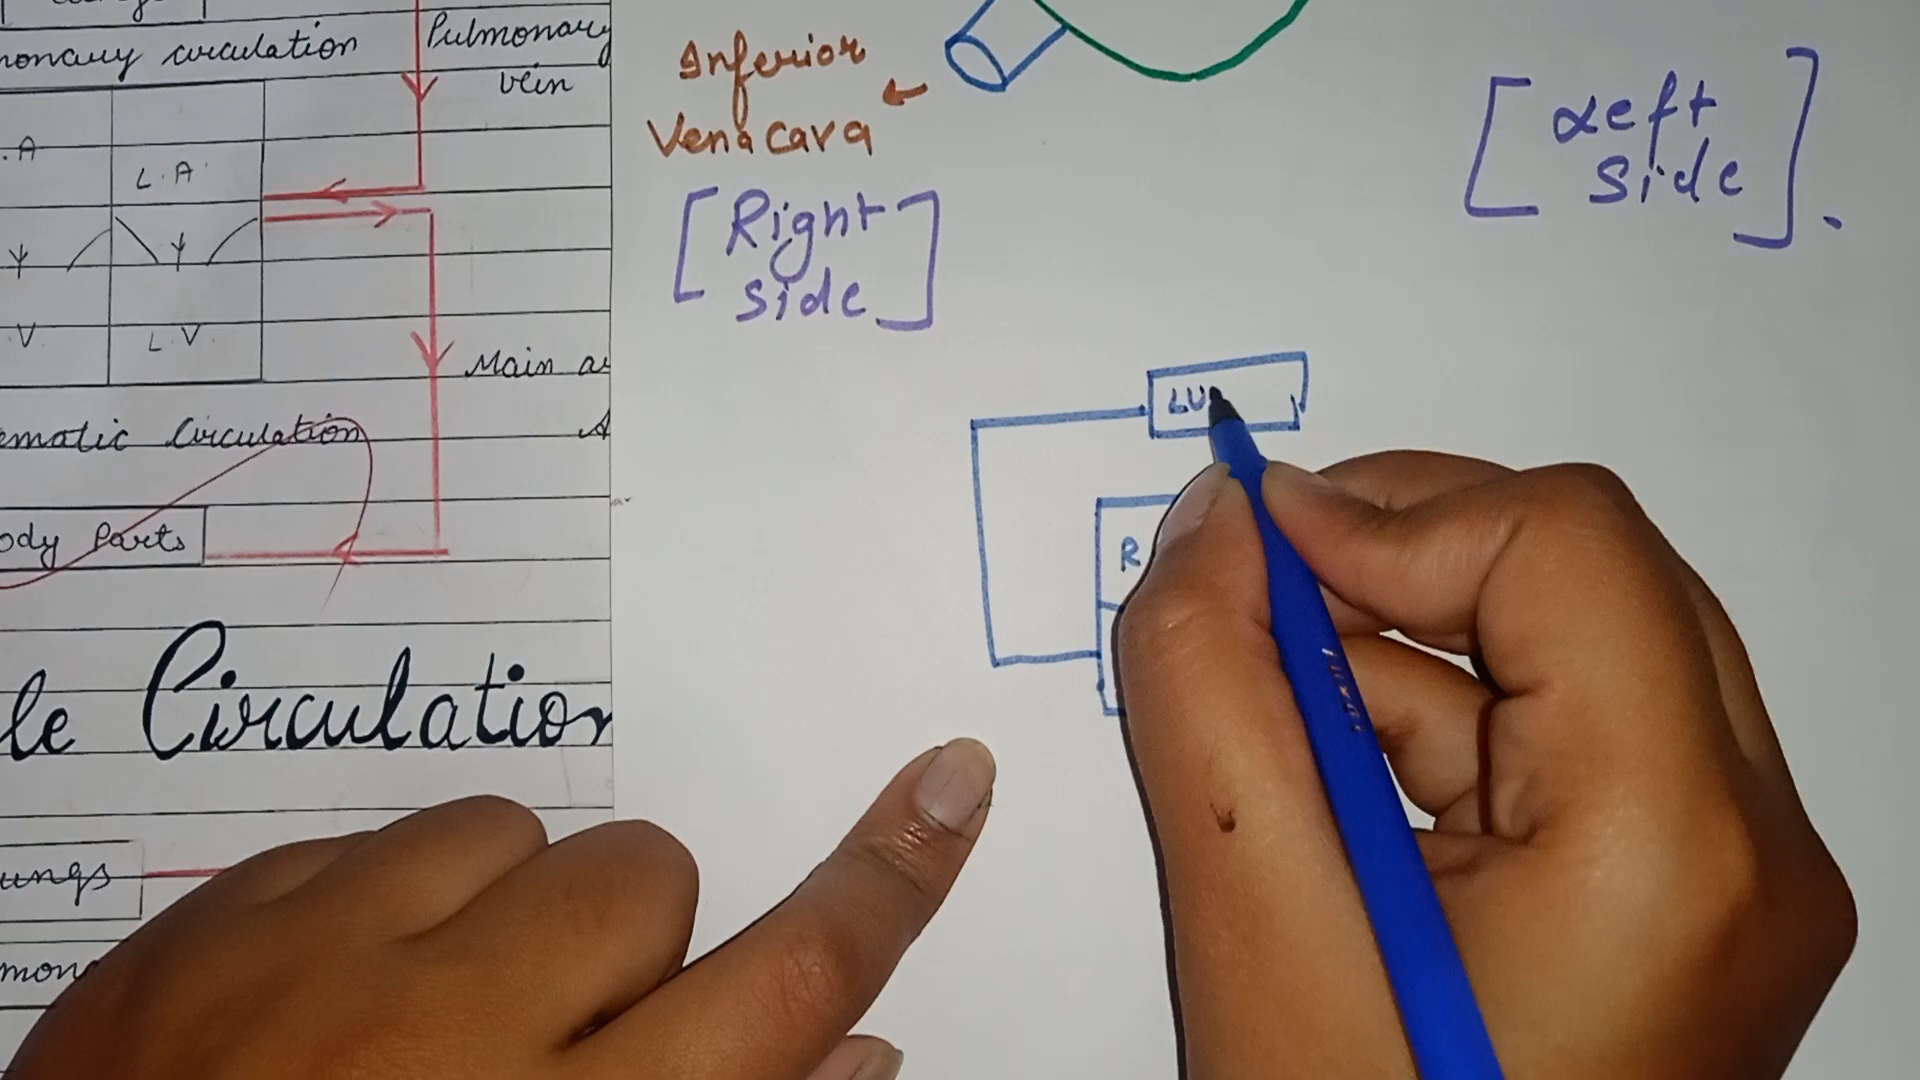 monary circulation
Pulmonary
vein
.A
L.A.
V
L.V.
Main
ematic Circulation
A
ody Parts
le Circulation
ungs
mon
Inferior
Vena cava
[Right
side]
[Left
side].
LU
R